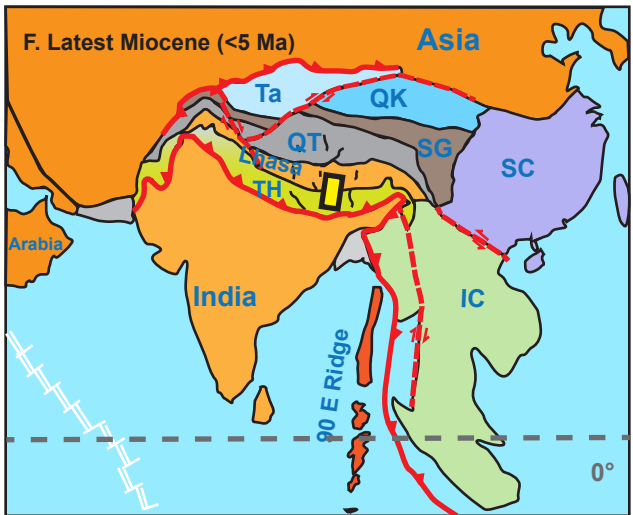 F. Latest Miocene (<5 Ma)
Asia
Ta
QK
QT
SG
Lhasa
SC
TH
Arabia
India
IC
90 E Ridge
0°